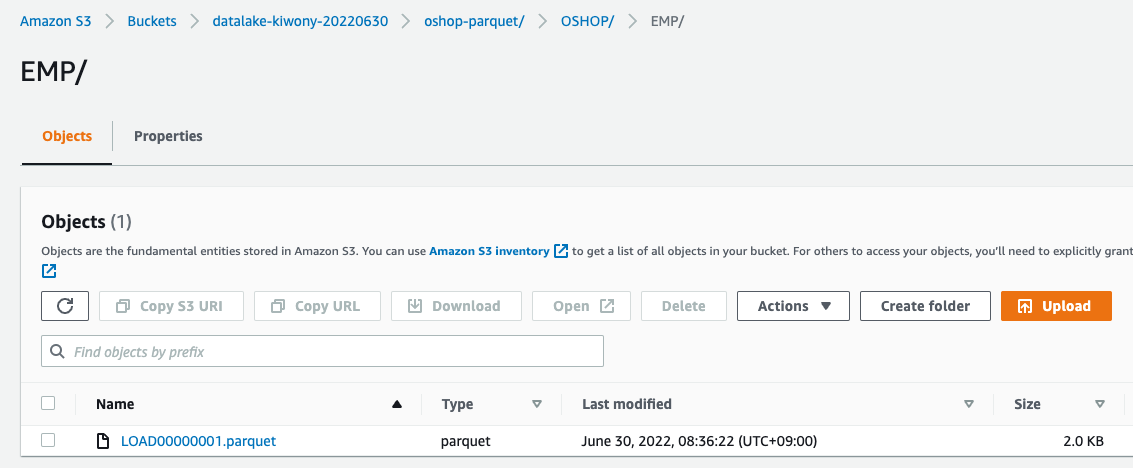 Amazon S3 > Buckets > datalake-kiwony-20220630 > oshop-parquet/ > OSHOP/ > EMP/
EMP/
Objects Properties
Objects (1)
Objects are the fundamental entities stored in Amazon S3. You can use Amazon S3 inventory to get a list of all objects in your bucket. For others to access your objects, you'll need to explicitly grant
Copy S3 URI Copy URL Download Open Delete Actions Create folder Upload
Find objects by prefix
Name Type Last modified Size
LOAD00000001.parquet parquet June 30, 2022, 08:36:22 (UTC+09:00) 2.0 KB